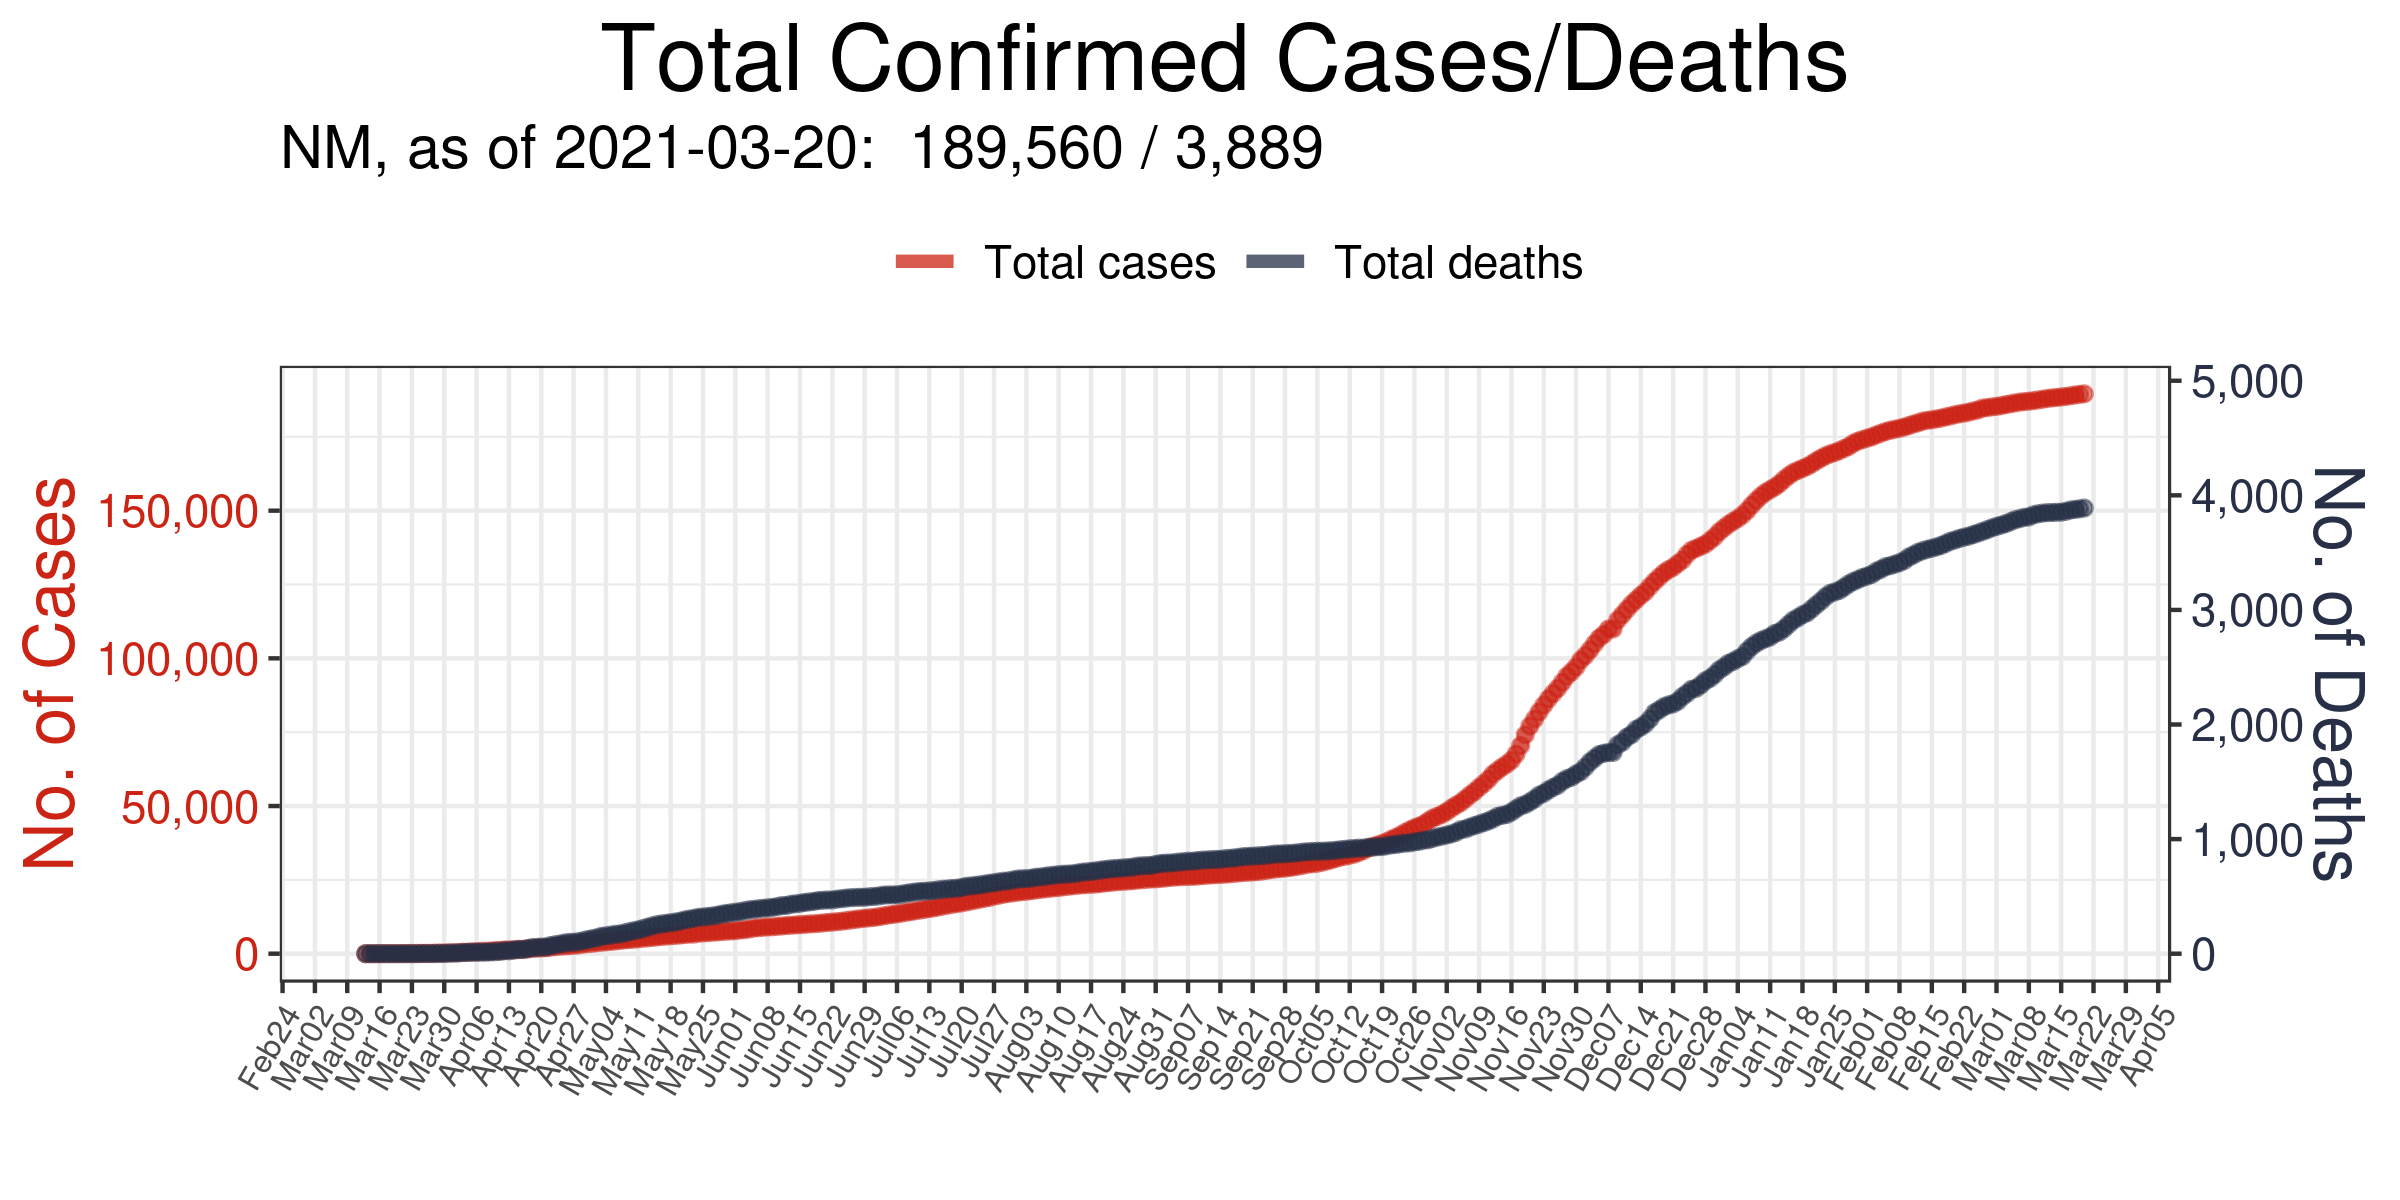 Total Confirmed Cases/Deaths
NM, as of 2021-03-20:  189,560 / 3,889
Total cases
Total deaths
No. of Cases
150,000
100,000
50,000
0
5,000
4,000
3,000
2,000
1,000
0
No. of Deaths
Feb24
Mar02
Mar09
Mar16
Mar23
Mar30
Apr06
Apr13
Apr20
Apr27
May04
May11
May18
May25
Jun01
Jun08
Jun15
Jun22
Jun29
Jul06
Jul13
Jul20
Jul27
Aug03
Aug10
Aug17
Aug24
Aug31
Sep07
Sep14
Sep21
Sep28
Oct05
Oct12
Oct19
Oct26
Nov02
Nov09
Nov16
Nov23
Nov30
Dec07
Dec14
Dec21
Dec28
Jan04
Jan11
Jan18
Jan25
Feb01
Feb08
Feb15
Feb22
Mar01
Mar08
Mar15
Mar22
Mar29
Apr05